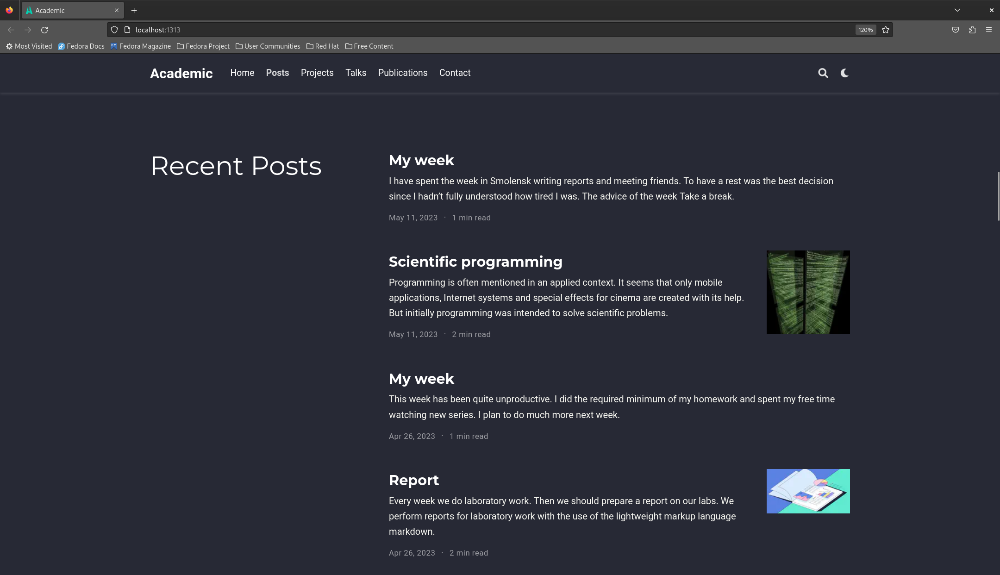 Academic
localhost:1313
120%
Most Visited
Fedora Docs
Fedora Magazine
Fedora Project
User Communities
Red Hat
Free Content
Academic
Home
Posts
Projects
Talks
Publications
Contact
Recent Posts
My week
I have spent the week in Smolensk writing reports and meeting friends. To have a rest was the best decision
since I hadn’t fully understood how tired I was. The advice of the week Take a break.
May 11, 2023 · 1 min read
Scientific programming
Programming is often mentioned in an applied context. It seems that only mobile
applications, Internet systems and special effects for cinema are created with its help.
But initially programming was intended to solve scientific problems.
May 11, 2023 · 2 min read
My week
This week has been quite unproductive. I did the required minimum of my homework and spent my free time
watching new series. I plan to do much more next week.
Apr 26, 2023 · 1 min read
Report
Every week we do laboratory work. Then we should prepare a report on our labs. We
perform reports for laboratory work with the use of the lightweight markup language
markdown.
Apr 26, 2023 · 2 min read